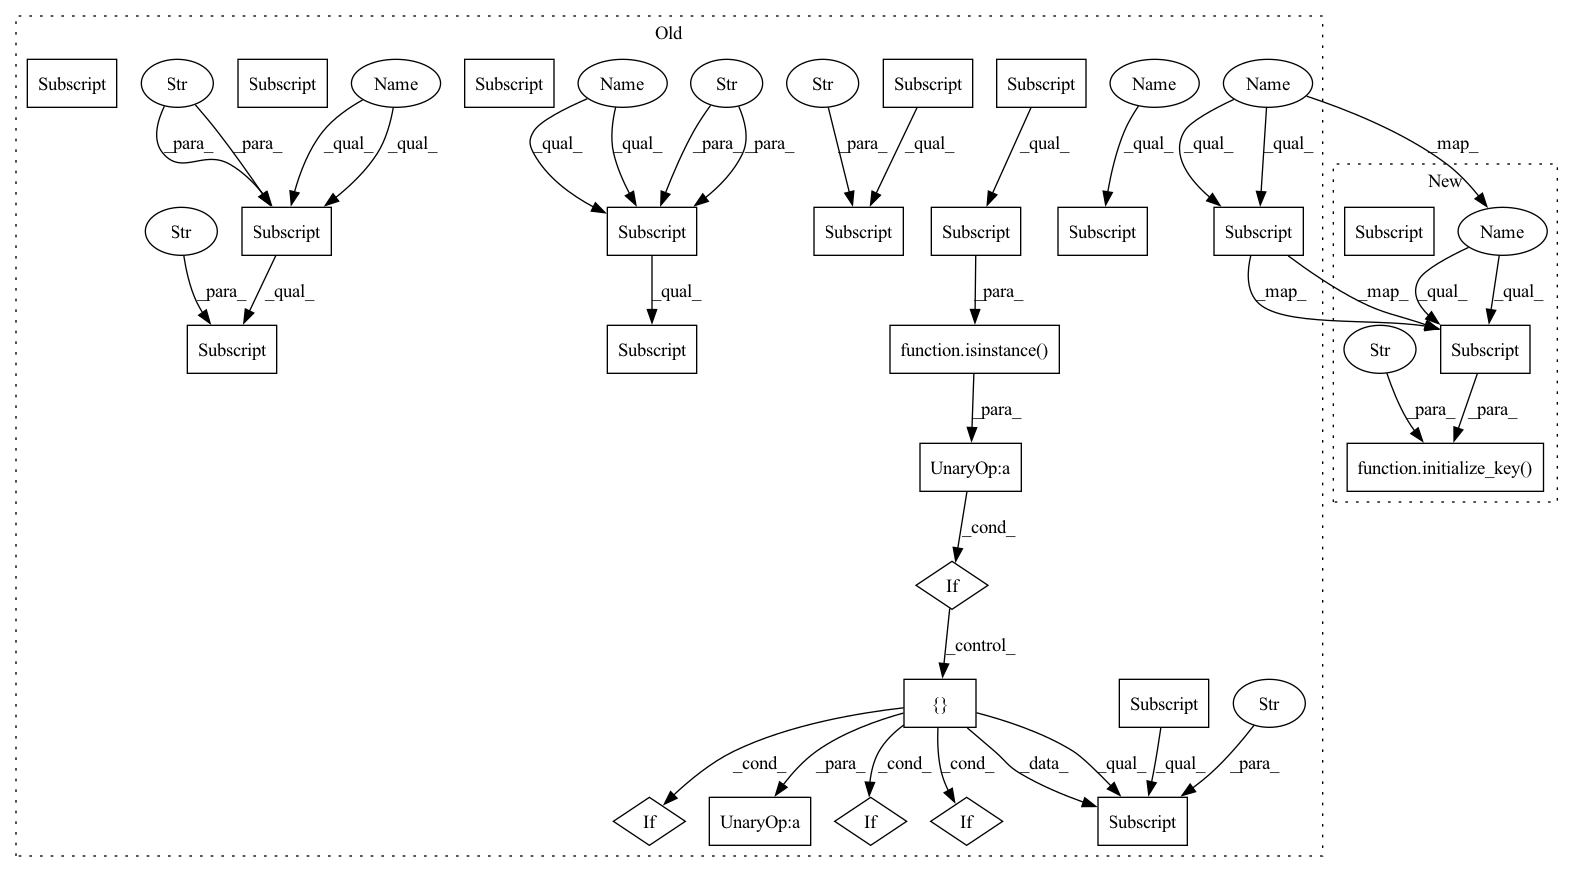 Old
Subscript
Str
Subscript
Name
Subscript
Name
Str
Str
Subscript
Subscript
Name
Name
_para_
_para_
_qual_
_qual_
_qual_
_qual_
_para_
_para_
_para_
_qual_
_qual_
_qual_
_qual_
_qual_
_map_
New
Str
Subscript
Subscript
Subscript
Subscript
Subscript
Subscript
Subscript
Name
_para_
_qual_
_qual_
_para_
_map_
_map_
_qual_
_qual_
Subscript
Subscript
function.isinstance()
Str
Subscript
_para_
_para_
_para_
UnaryOp:a
function.initialize_key()
_cond_
If
_control_
{}
Subscript
Str
_cond_
_para_
_cond_
_cond_
_data_
_qual_
_qual_
_para_
If
UnaryOp:a
If
If
Subscript